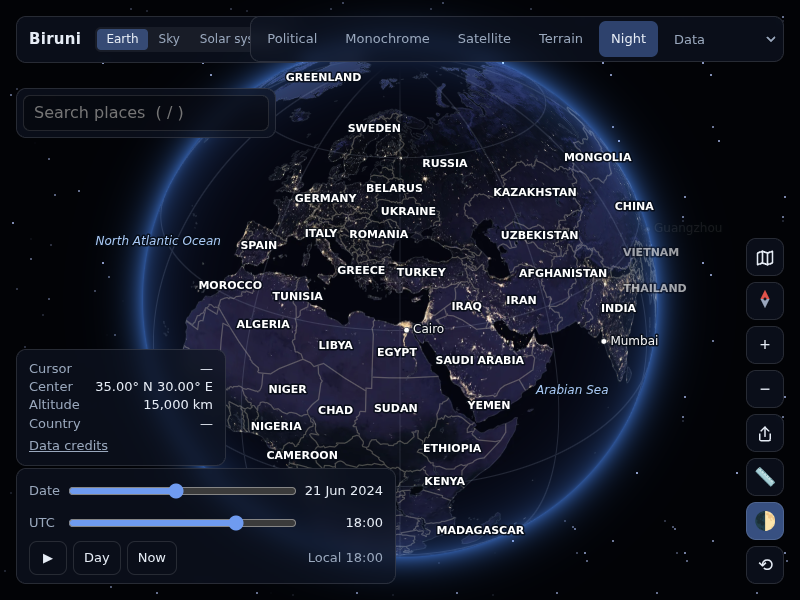 Biruni
Earth
Sky
Solar sys
Political
Monochrome
Satellite
Terrain
Night
Data
Search places  ( / )
GREENLAND
SWEDEN
RUSSIA
MONGOLIA
BELARUS
GERMANY
KAZAKHSTAN
UKRAINE
CHINA
Guangzhou
ITALY
ROMANIA
UZBEKISTAN
North Atlantic Ocean
SPAIN
VIETNAM
GREECE
TURKEY
AFGHANISTAN
MOROCCO
TUNISIA
THAILAND
IRAQ
IRAN
INDIA
ALGERIA
Cairo
LIBYA
EGYPT
Mumbai
SAUDI ARABIA
NIGER
Arabian Sea
CHAD
SUDAN
YEMEN
NIGERIA
CAMEROON
ETHIOPIA
KENYA
MADAGASCAR
Cursor —
Center 35.00° N 30.00° E
Altitude 15,000 km
Country —
Data credits
Date 21 Jun 2024
UTC 18:00
Day
Now
Local 18:00